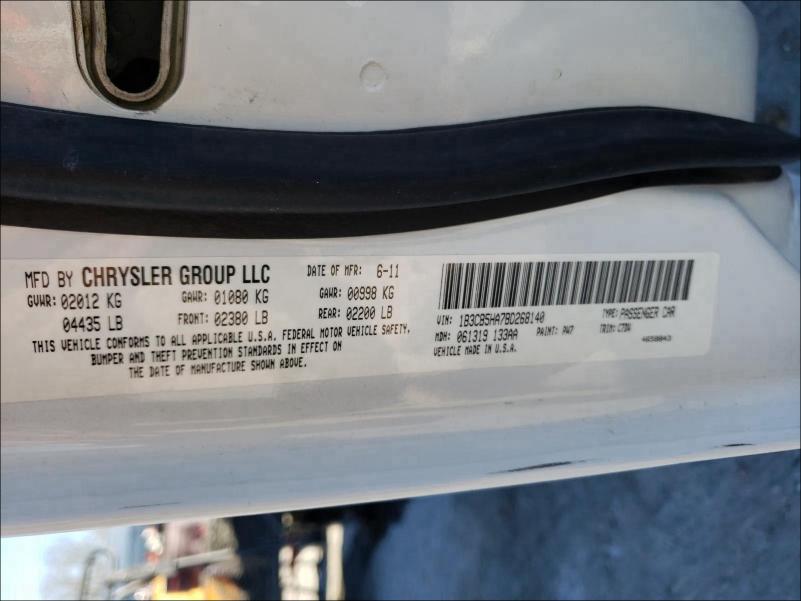 MFD BY CHRYSLER GROUP LLC DATE OF MFR: 6-11
GVWR: 02012 KG GAWR: 01080 KG GAWR: 00998 KG
04435 LB FRONT: 02380 LB REAR: 02200 LB
THIS VEHICLE CONFORMS TO ALL APPLICABLE U.S.A. FEDERAL MOTOR VEHICLE SAFETY,
BUMPER AND THEFT PREVENTION STANDARDS IN EFFECT ON
THE DATE OF MANUFACTURE SHOWN ABOVE.
VIN: 1B3CB5HA7BD268140 TYPE: PASSENGER CAR
MDH: 061319 133AA PAINT: PW7 TRIM: C7DV
VEHICLE MADE IN U.S.A.